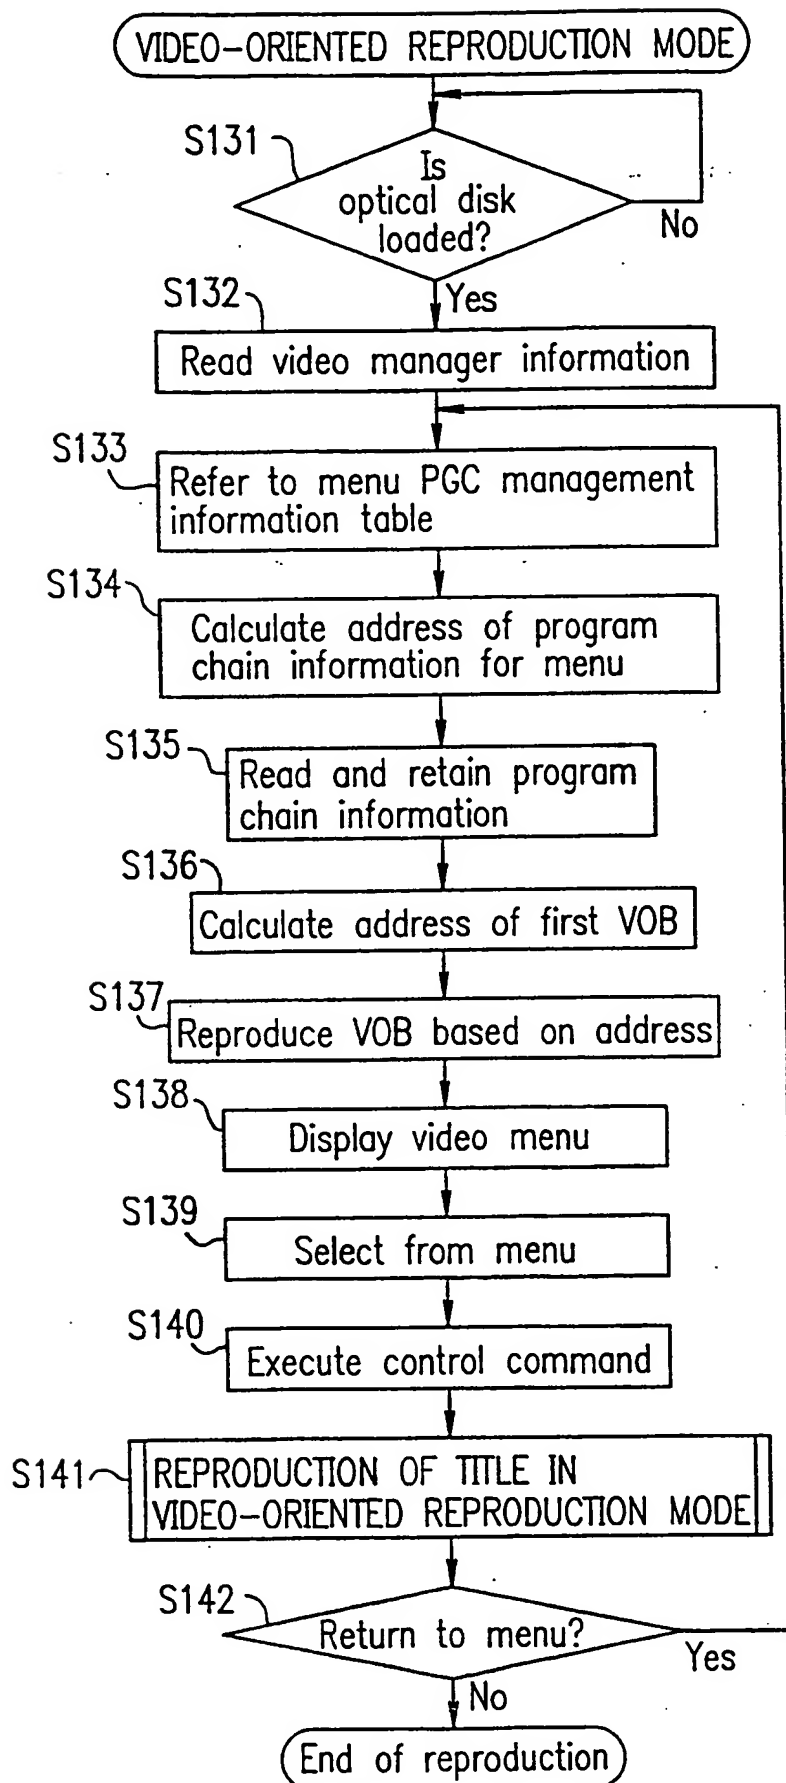 VIDEO-ORIENTED REPRODUCTION MODE
S131
Is
optical disk
loaded?
No
Yes
S132
Read video manager information
S133
Refer to menu PGC management
information table
S134
Calculate address of program
chain information for menu
S135
Read and retain program
chain information
S136
Calculate address of first VOB
S137
Reproduce VOB based on address
S138
Display video menu
S139
Select from menu
S140
Execute control command
S141
REPRODUCTION OF TITLE IN
VIDEO-ORIENTED REPRODUCTION MODE
S142
Return to menu?
Yes
No
End of reproduction